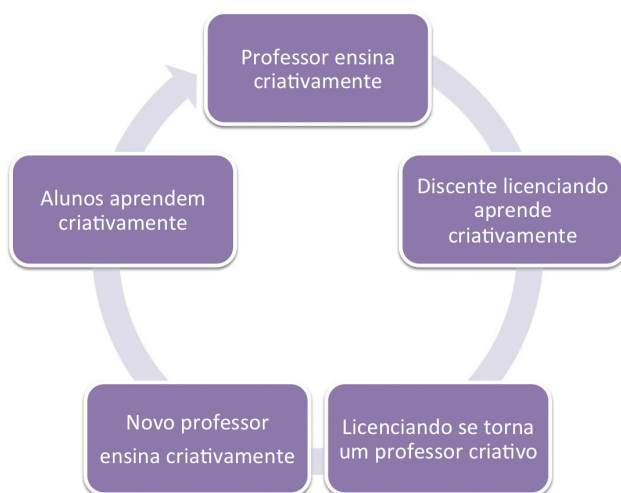 Professor ensina
criativamente
Discente licenciando
aprende
criativamente
Licenciando se torna
um professor criativo
Novo professor
ensina criativamente
Alunos aprendem
criativamente